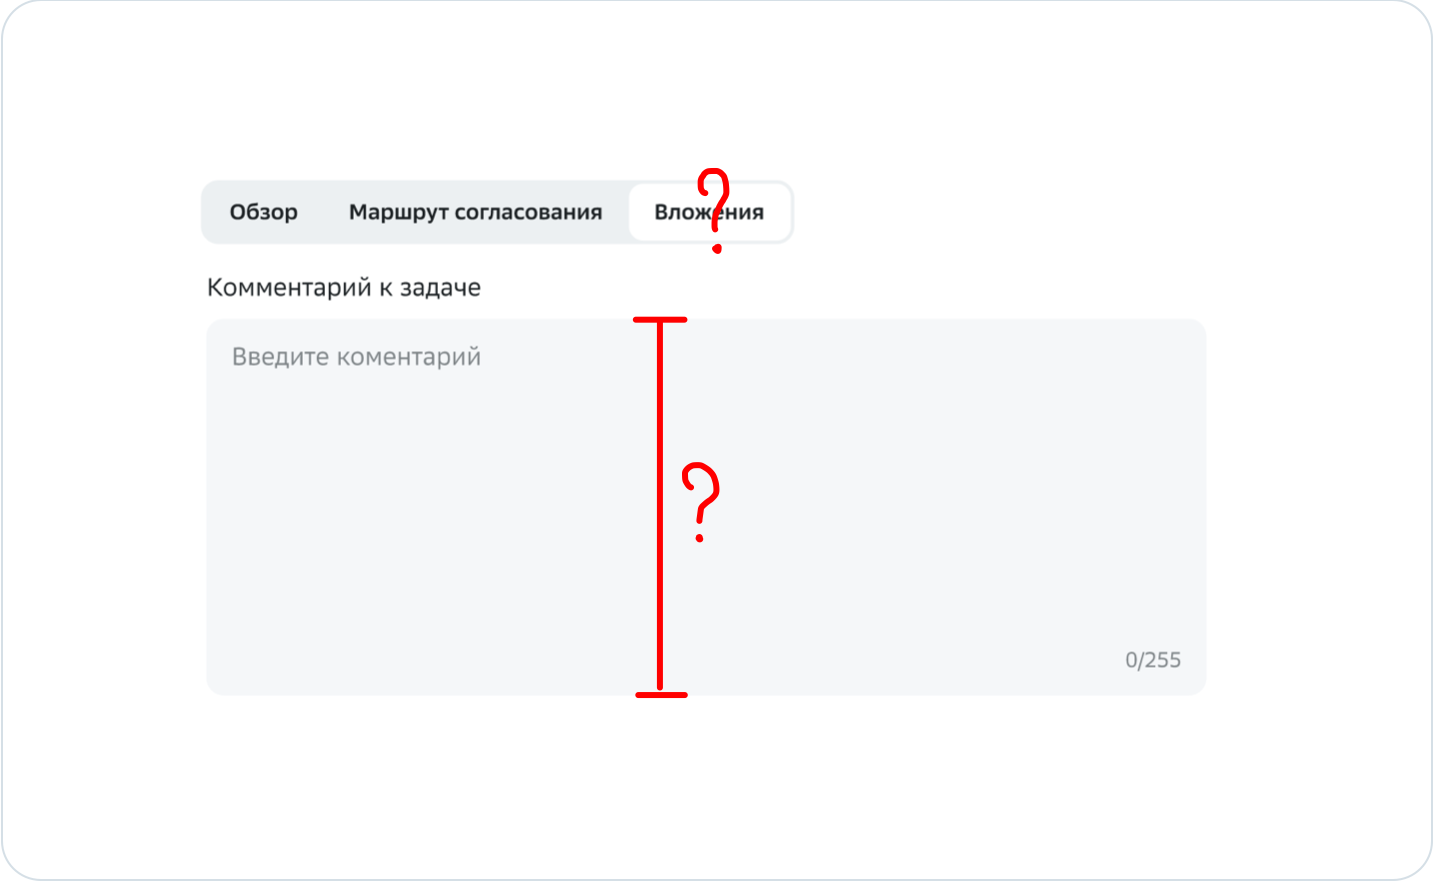 Обзор Маршрут согласования Вложения
?
Комментарий к задаче
Введите коментарий
?
0/255